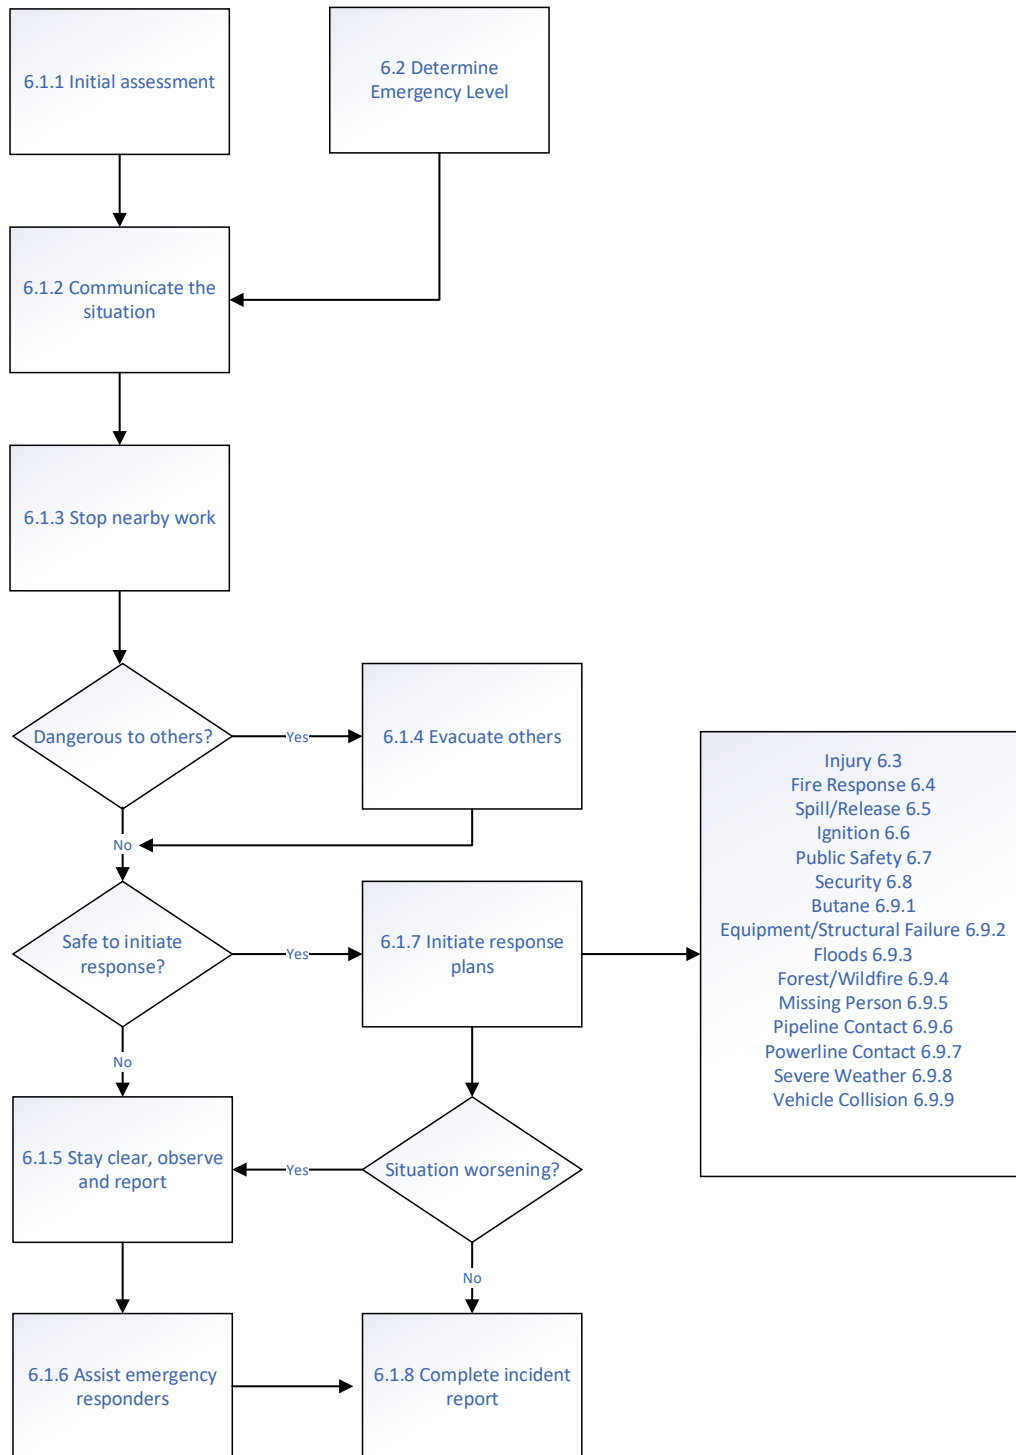 6.1.1 Initial assessment
6.2 Determine
Emergency Level
6.1.2 Communicate the
situation
6.1.3 Stop nearby work
Dangerous to others?
Yes
6.1.4 Evacuate others
No
Safe to initiate
response?
Yes
6.1.7 Initiate response
plans
Injury 6.3
Fire Response 6.4
Spill/Release 6.5
Ignition 6.6
Public Safety 6.7
Security 6.8
Butane 6.9.1
Equipment/Structural Failure 6.9.2
Floods 6.9.3
Forest/Wildfire 6.9.4
Missing Person 6.9.5
Pipeline Contact 6.9.6
Powerline Contact 6.9.7
Severe Weather 6.9.8
Vehicle Collision 6.9.9
No
6.1.5 Stay clear, observe
and report
Yes
Situation worsening?
No
6.1.6 Assist emergency
responders
6.1.8 Complete incident
report